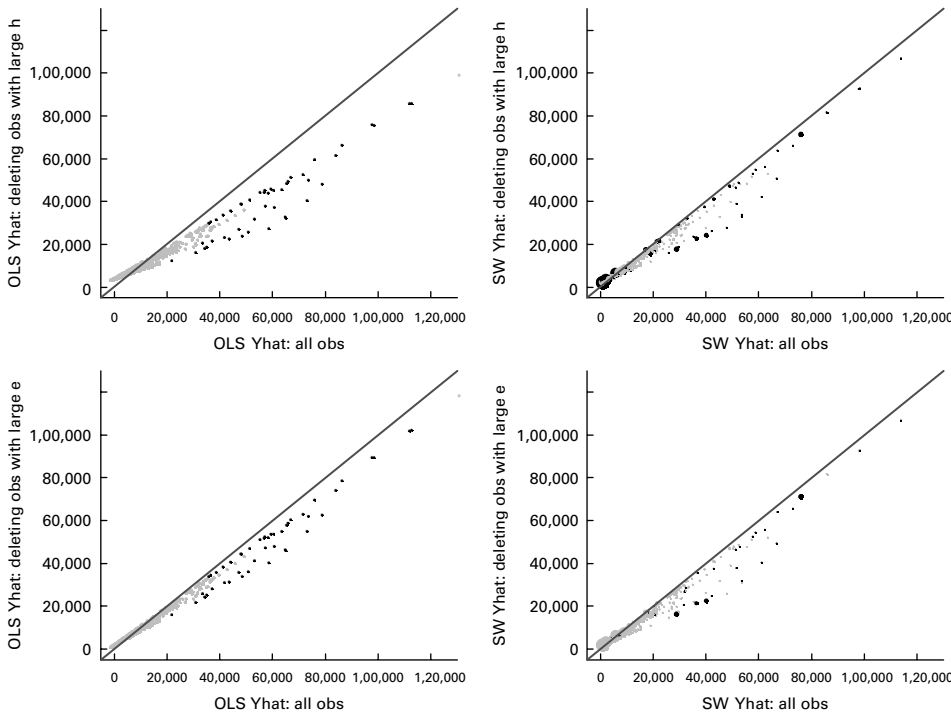 OLS Yhat: deleting obs with large h
1,00,000
80,000
60,000
40,000
20,000
0
0 20,000 40,000 60,000 80,000 1,00,000 1,20,000
OLS Yhat: all obs
SW Yhat: deleting obs with large h
1,00,000
80,000
60,000
40,000
20,000
0
0 20,000 40,000 60,000 80,000 1,00,000 1,20,000
SW Yhat: all obs
OLS Yhat: deleting obs with large e
1,00,000
80,000
60,000
40,000
20,000
0
0 20,000 40,000 60,000 80,000 1,00,000 1,20,000
OLS Yhat: all obs
SW Yhat: deleting obs with large e
1,00,000
80,000
60,000
40,000
20,000
0
0 20,000 40,000 60,000 80,000 1,00,000 1,20,000
SW Yhat: all obs